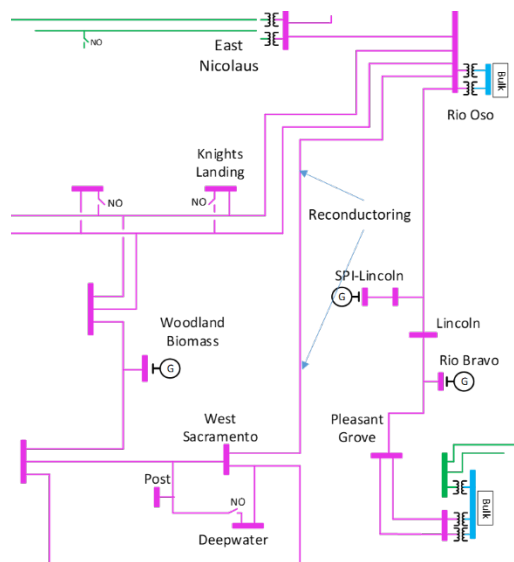 NO
East
Nicolaus
Bulk
Rio Oso
Knights
Landing
NO
NO
Reconductoring
SPI-Lincoln
G
Lincoln
Woodland
Biomass
G
Rio Bravo
G
West
Sacramento
Pleasant
Grove
Post
NO
Deepwater
Bulk